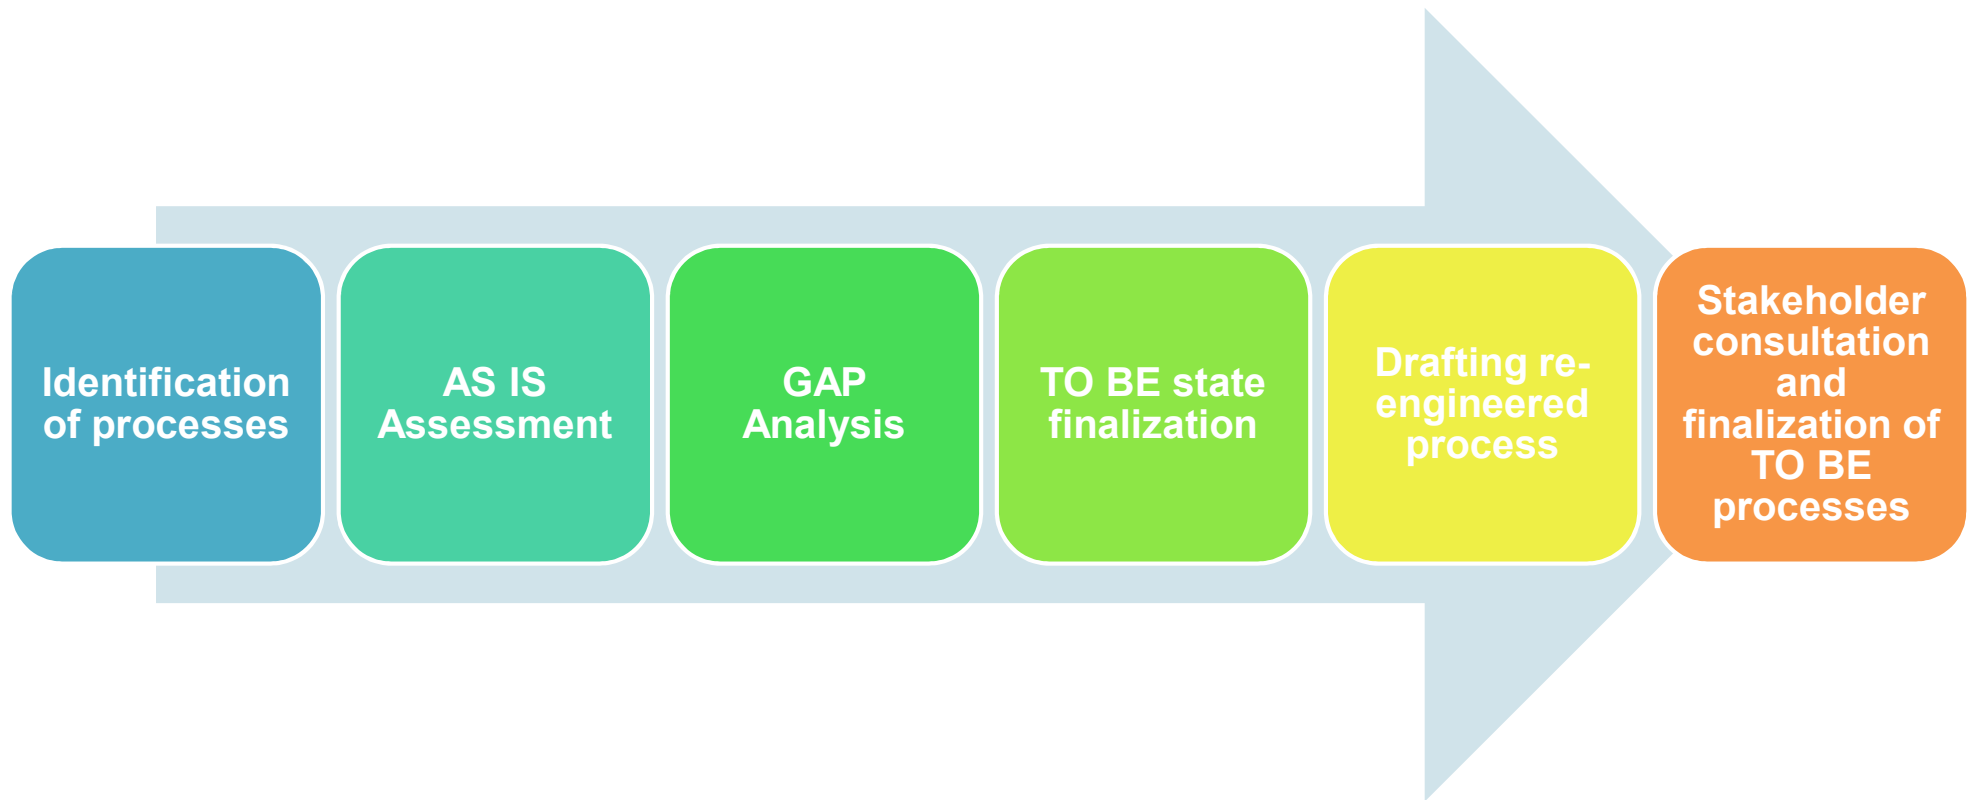 Identification
of processes
AS IS
Assessment
GAP
Analysis
TO BE state
finalization
Drafting re-
engineered
process
Stakeholder
consultation
and
finalization of
TO BE
processes